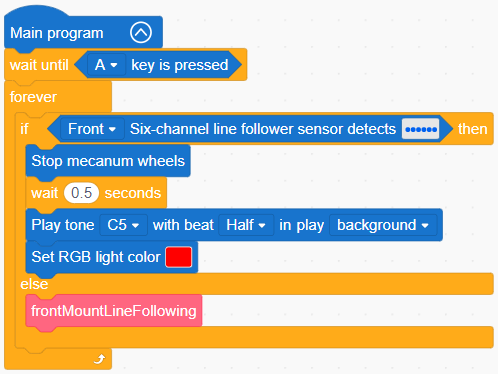 Main program
wait until A key is pressed
forever
if Front Six-channel line follower sensor detects then
Stop mecanum wheels
wait 0.5 seconds
Play tone C5 with beat Half in play background
Set RGB light color
else
frontMountLineFollowing